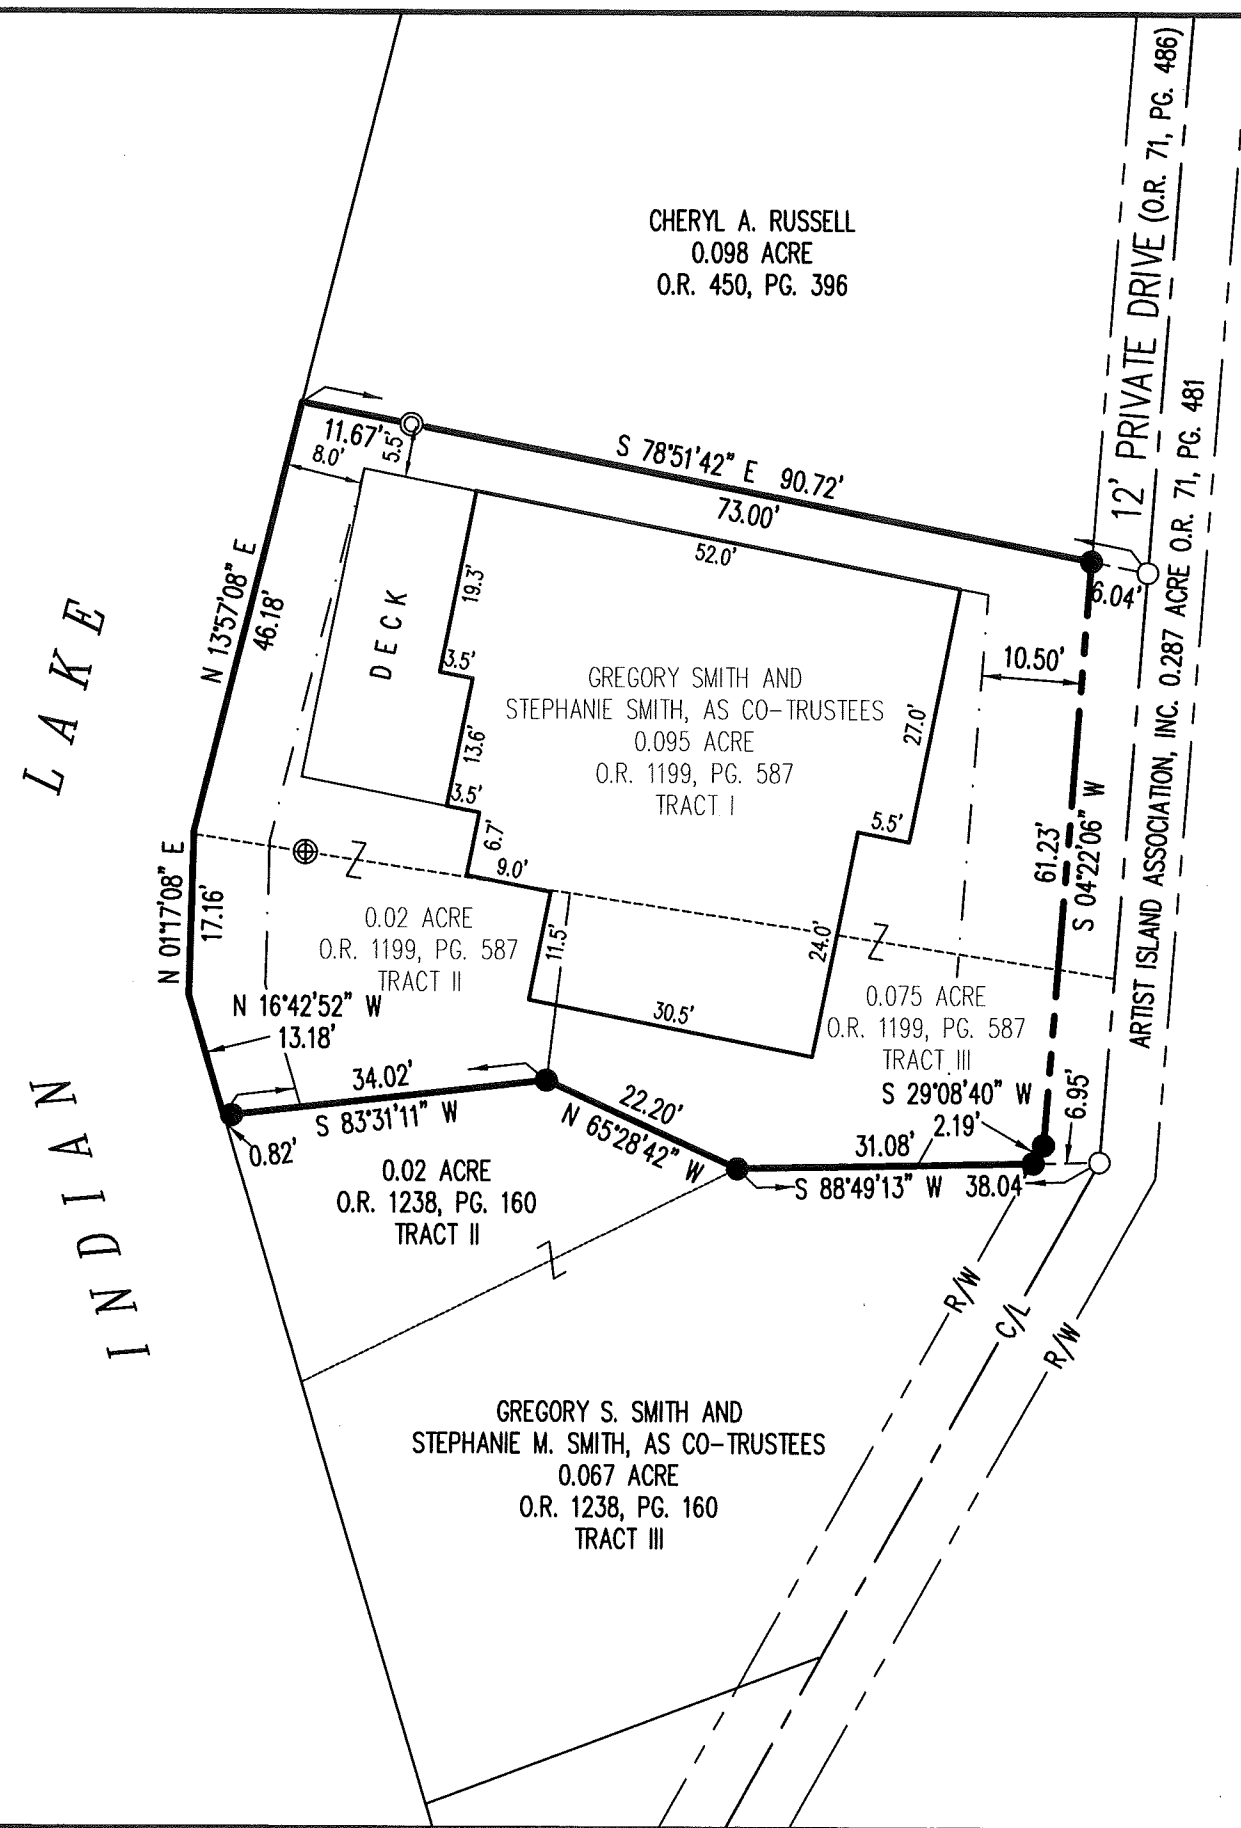 CHERYL A. RUSSELL
0.098 ACRE
O.R. 450, PG. 396
12' PRIVATE DRIVE (O.R. 71, PG. 486)
ARTIST ISLAND ASSOCIATION, INC. 0.287 ACRE O.R. 71, PG. 481
11.67'
5.5'
8.0'
S 78°51'42" E 90.72'
73.00'
52.0'
6.04'
N 13°57'08" E
46.18'
DECK
19.3'
3.5'
13.6'
3.5'
6.7'
9.0'
GREGORY SMITH AND
STEPHANIE SMITH, AS CO-TRUSTEES
0.095 ACRE
O.R. 1199, PG. 587
TRACT I
27.0'
10.50'
5.5'
61.23'
S 04°22'06" W
INDIAN LAKE
N 01°17'08" E
17.16'
0.02 ACRE
O.R. 1199, PG. 587
TRACT II
11.5'
24.0'
30.5'
0.075 ACRE
O.R. 1199, PG. 587
TRACT III
N 16°42'52" W
13.18'
34.02'
S 83°31'11" W
0.82'
22.20'
N 65°28'42" W
S 29°08'40" W
2.19'
6.95'
31.08'
S 88°49'13" W 38.04'
0.02 ACRE
O.R. 1238, PG. 160
TRACT II
R/W
C/L
R/W
GREGORY S. SMITH AND
STEPHANIE M. SMITH, AS CO-TRUSTEES
0.067 ACRE
O.R. 1238, PG. 160
TRACT III